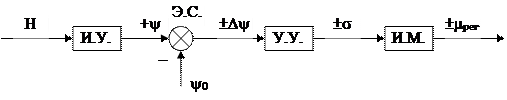 Э.С.
Н
И.У.
+ψ
±Δψ
У.У.
±σ
И.М.
±μрег
−
ψ0